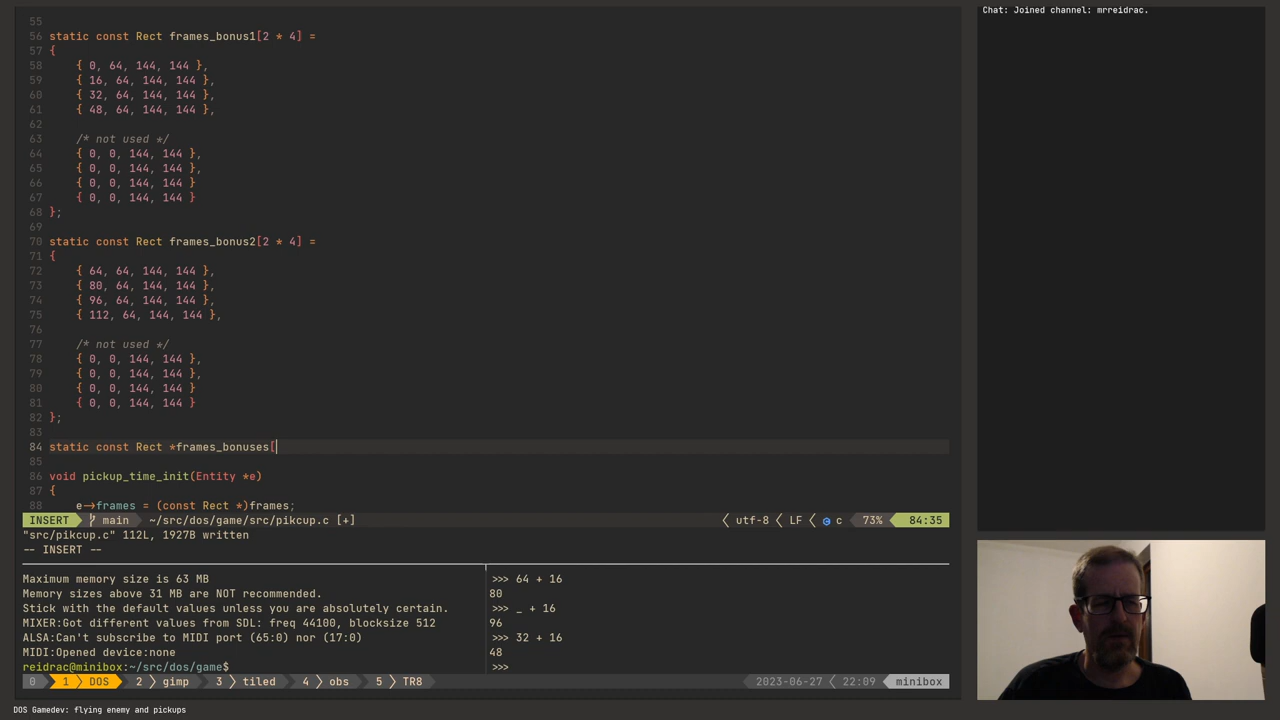 Chat: Joined channel: mrreidrac.
55
56 static const Rect frames_bonus1[2 * 4] =
57 {
58     { 0, 64, 144, 144 },
59     { 16, 64, 144, 144 },
60     { 32, 64, 144, 144 },
61     { 48, 64, 144, 144 },
62
63     /* not used */
64     { 0, 0, 144, 144 },
65     { 0, 0, 144, 144 },
66     { 0, 0, 144, 144 }
67     { 0, 0, 144, 144 }
68 };
69
70 static const Rect frames_bonus2[2 * 4] =
71 {
72     { 64, 64, 144, 144 },
73     { 80, 64, 144, 144 },
74     { 96, 64, 144, 144 },
75     { 112, 64, 144, 144 },
76
77     /* not used */
78     { 0, 0, 144, 144 },
79     { 0, 0, 144, 144 },
80     { 0, 0, 144, 144 }
81     { 0, 0, 144, 144 }
82 };
83
84 static const Rect *frames_bonuses[
85
86 void pickup_time_init(Entity *e)
87 {
88     e->frames = (const Rect *)frames;
INSERT main ~/src/dos/game/src/pikcup.c [+] utf-8 LF c 73% 84:35
"src/pikcup.c" 112L, 1927B written
-- INSERT --
Maximum memory size is 63 MB
Memory sizes above 31 MB are NOT recommended.
Stick with the default values unless you are absolutely certain.
MIXER:Got different values from SDL: freq 44100, blocksize 512
ALSA:Can't subscribe to MIDI port (65:0) nor (17:0)
MIDI:Opened device:none
reidrac@minibox:~/src/dos/game$
>>> 64 + 16
80
>>> _ + 16
96
>>> 32 + 16
48
>>>
0 1 DOS 2 gimp 3 tiled 4 obs 5 TR8 2023-06-27 22:09 minibox
DOS Gamedev: flying enemy and pickups